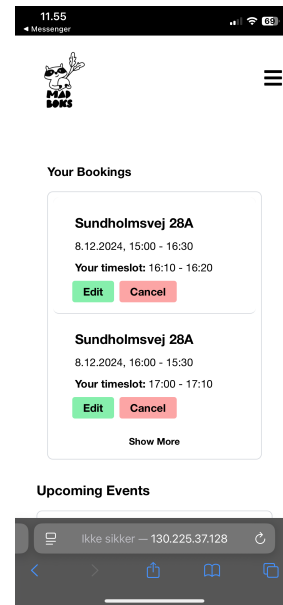 11.55
69
◀ Messenger
MAD
BOKS
Your Bookings
Sundholmsvej 28A
8.12.2024, 15:00 - 16:30
Your timeslot: 16:10 - 16:20
Edit Cancel
Sundholmsvej 28A
8.12.2024, 16:00 - 15:30
Your timeslot: 17:00 - 17:10
Edit Cancel
Show More
Upcoming Events
Ikke sikker — 130.225.37.128